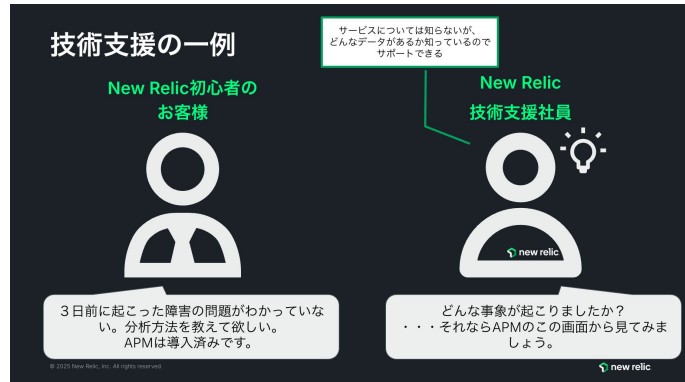 技術支援の一例
サービスについては知らないが、
どんなデータがあるか知っているので
サポートできる
New Relic初心者の
お客様
New Relic
技術支援社員
new relic
３日前に起こった障害の問題がわかっていな
い。分析方法を教えて欲しい。
APMは導入済みです。
どんな事象が起こりましたか？
・・・それならAPMのこの画面から見てみま
しょう。
© 2025 New Relic, Inc. All rights reserved.
new relic